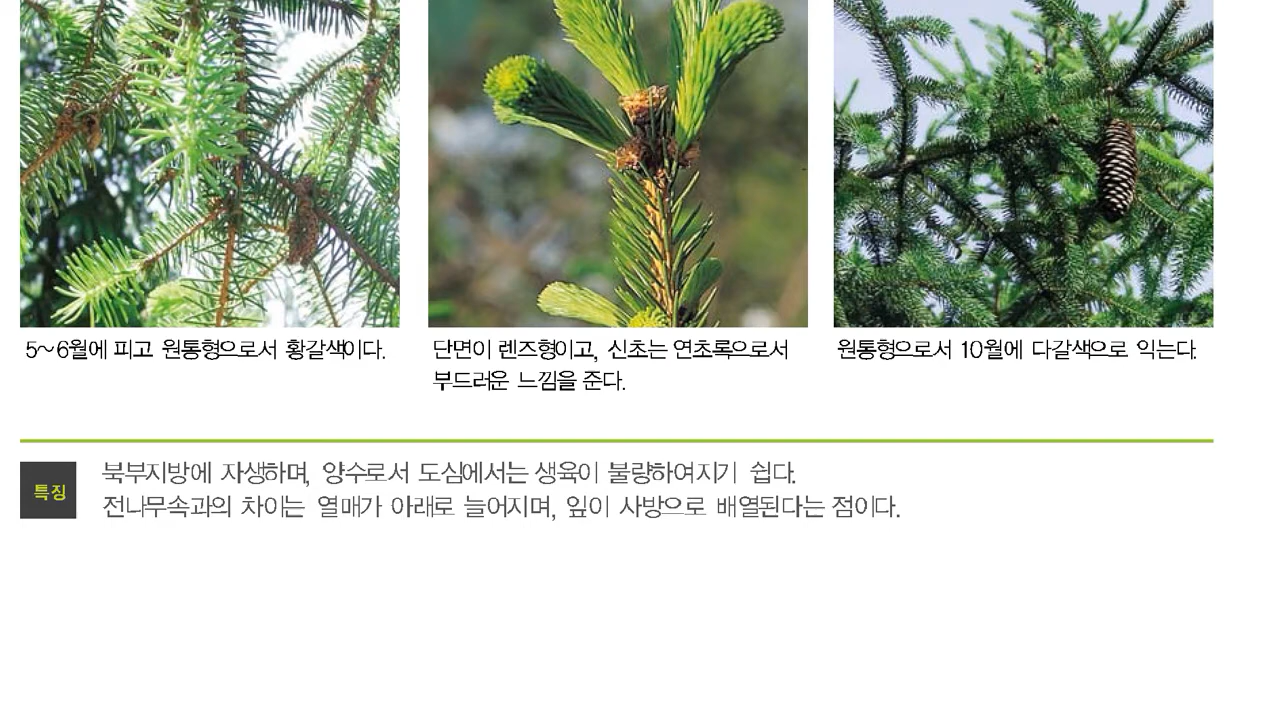 5~6월에 피고 원통형으로서 황갈색이다.
단면이 렌즈형이고, 신초는 연초록으로서
부드러운 느낌을 준다.
원통형으로서 10월에 다갈색으로 익는다.
특징
북부지방에 자생하며, 양수로서 도심에서는 생육이 불량하여지기 쉽다.
전나무속과의 차이는 열매가 아래로 늘어지며, 잎이 사방으로 배열된다는 점이다.